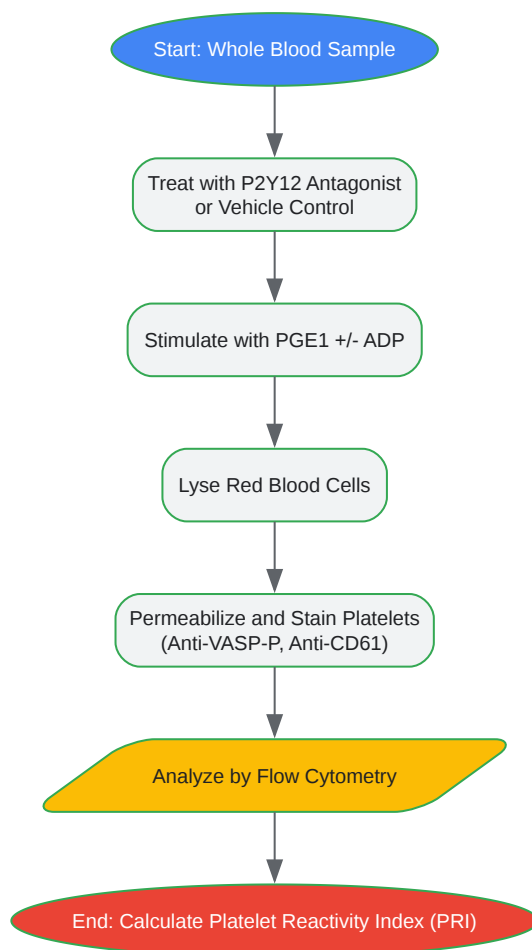 Start: Whole Blood Sample
Treat with P2Y12 Antagonist
or Vehicle Control
Stimulate with PGE1 +/- ADP
Lyse Red Blood Cells
Permeabilize and Stain Platelets
(Anti-VASP-P, Anti-CD61)
Analyze by Flow Cytometry
End: Calculate Platelet Reactivity Index (PRI)